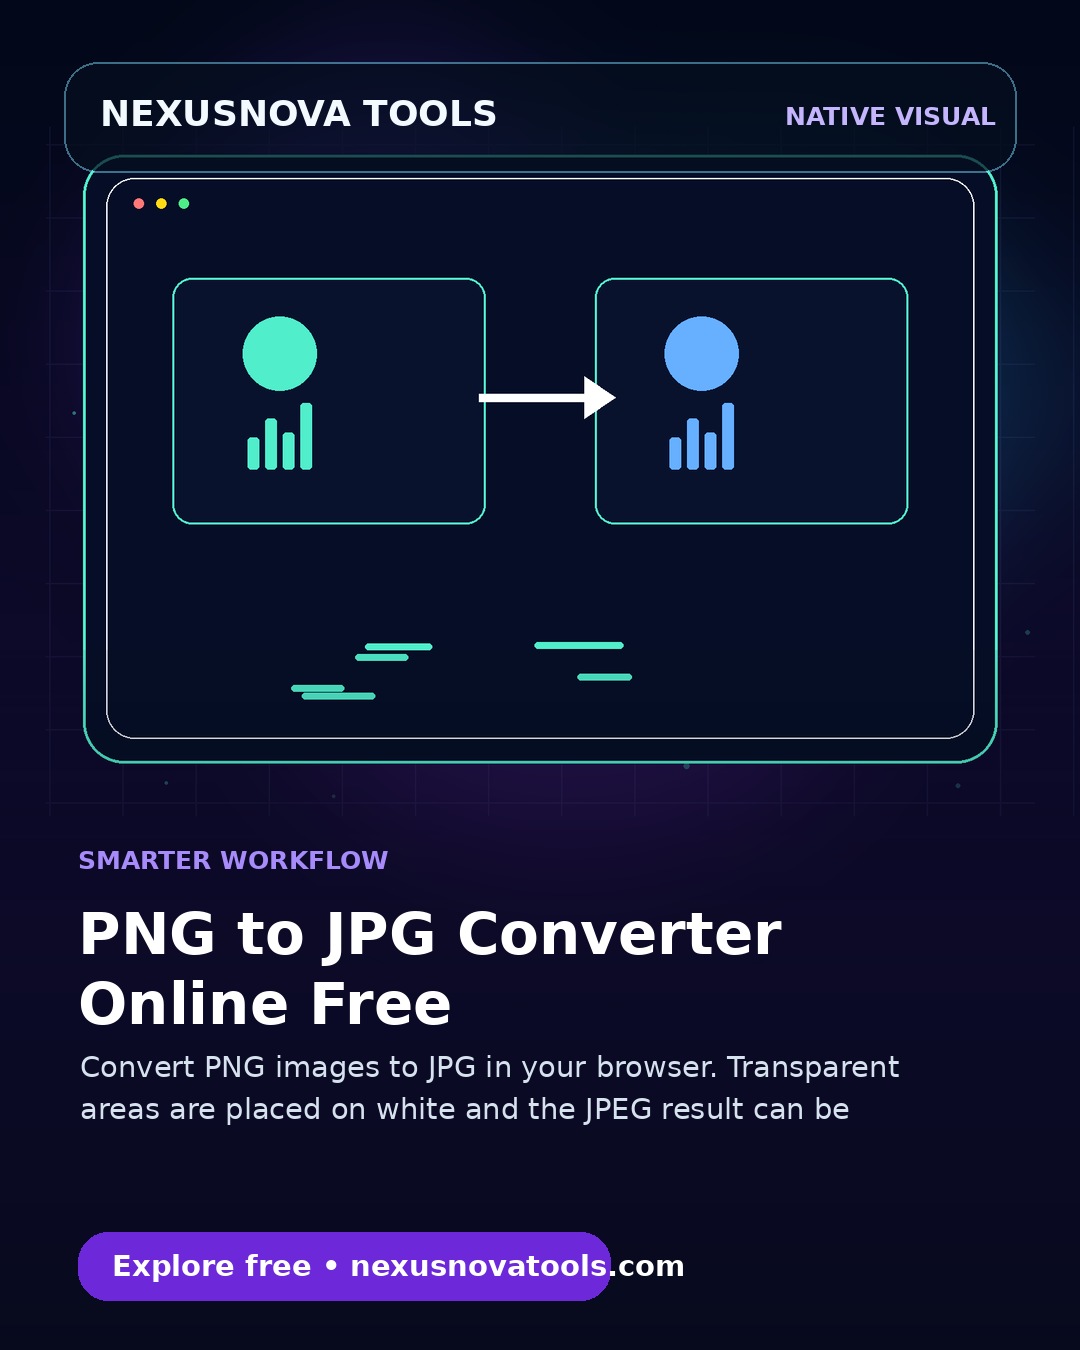 NEXUSNOVA TOOLS
NATIVE VISUAL
SMARTER WORKFLOW
PNG to JPG Converter
Online Free
Convert PNG images to JPG in your browser. Transparent
areas are placed on white and the JPEG result can be
Explore free • nexusnovatools.com